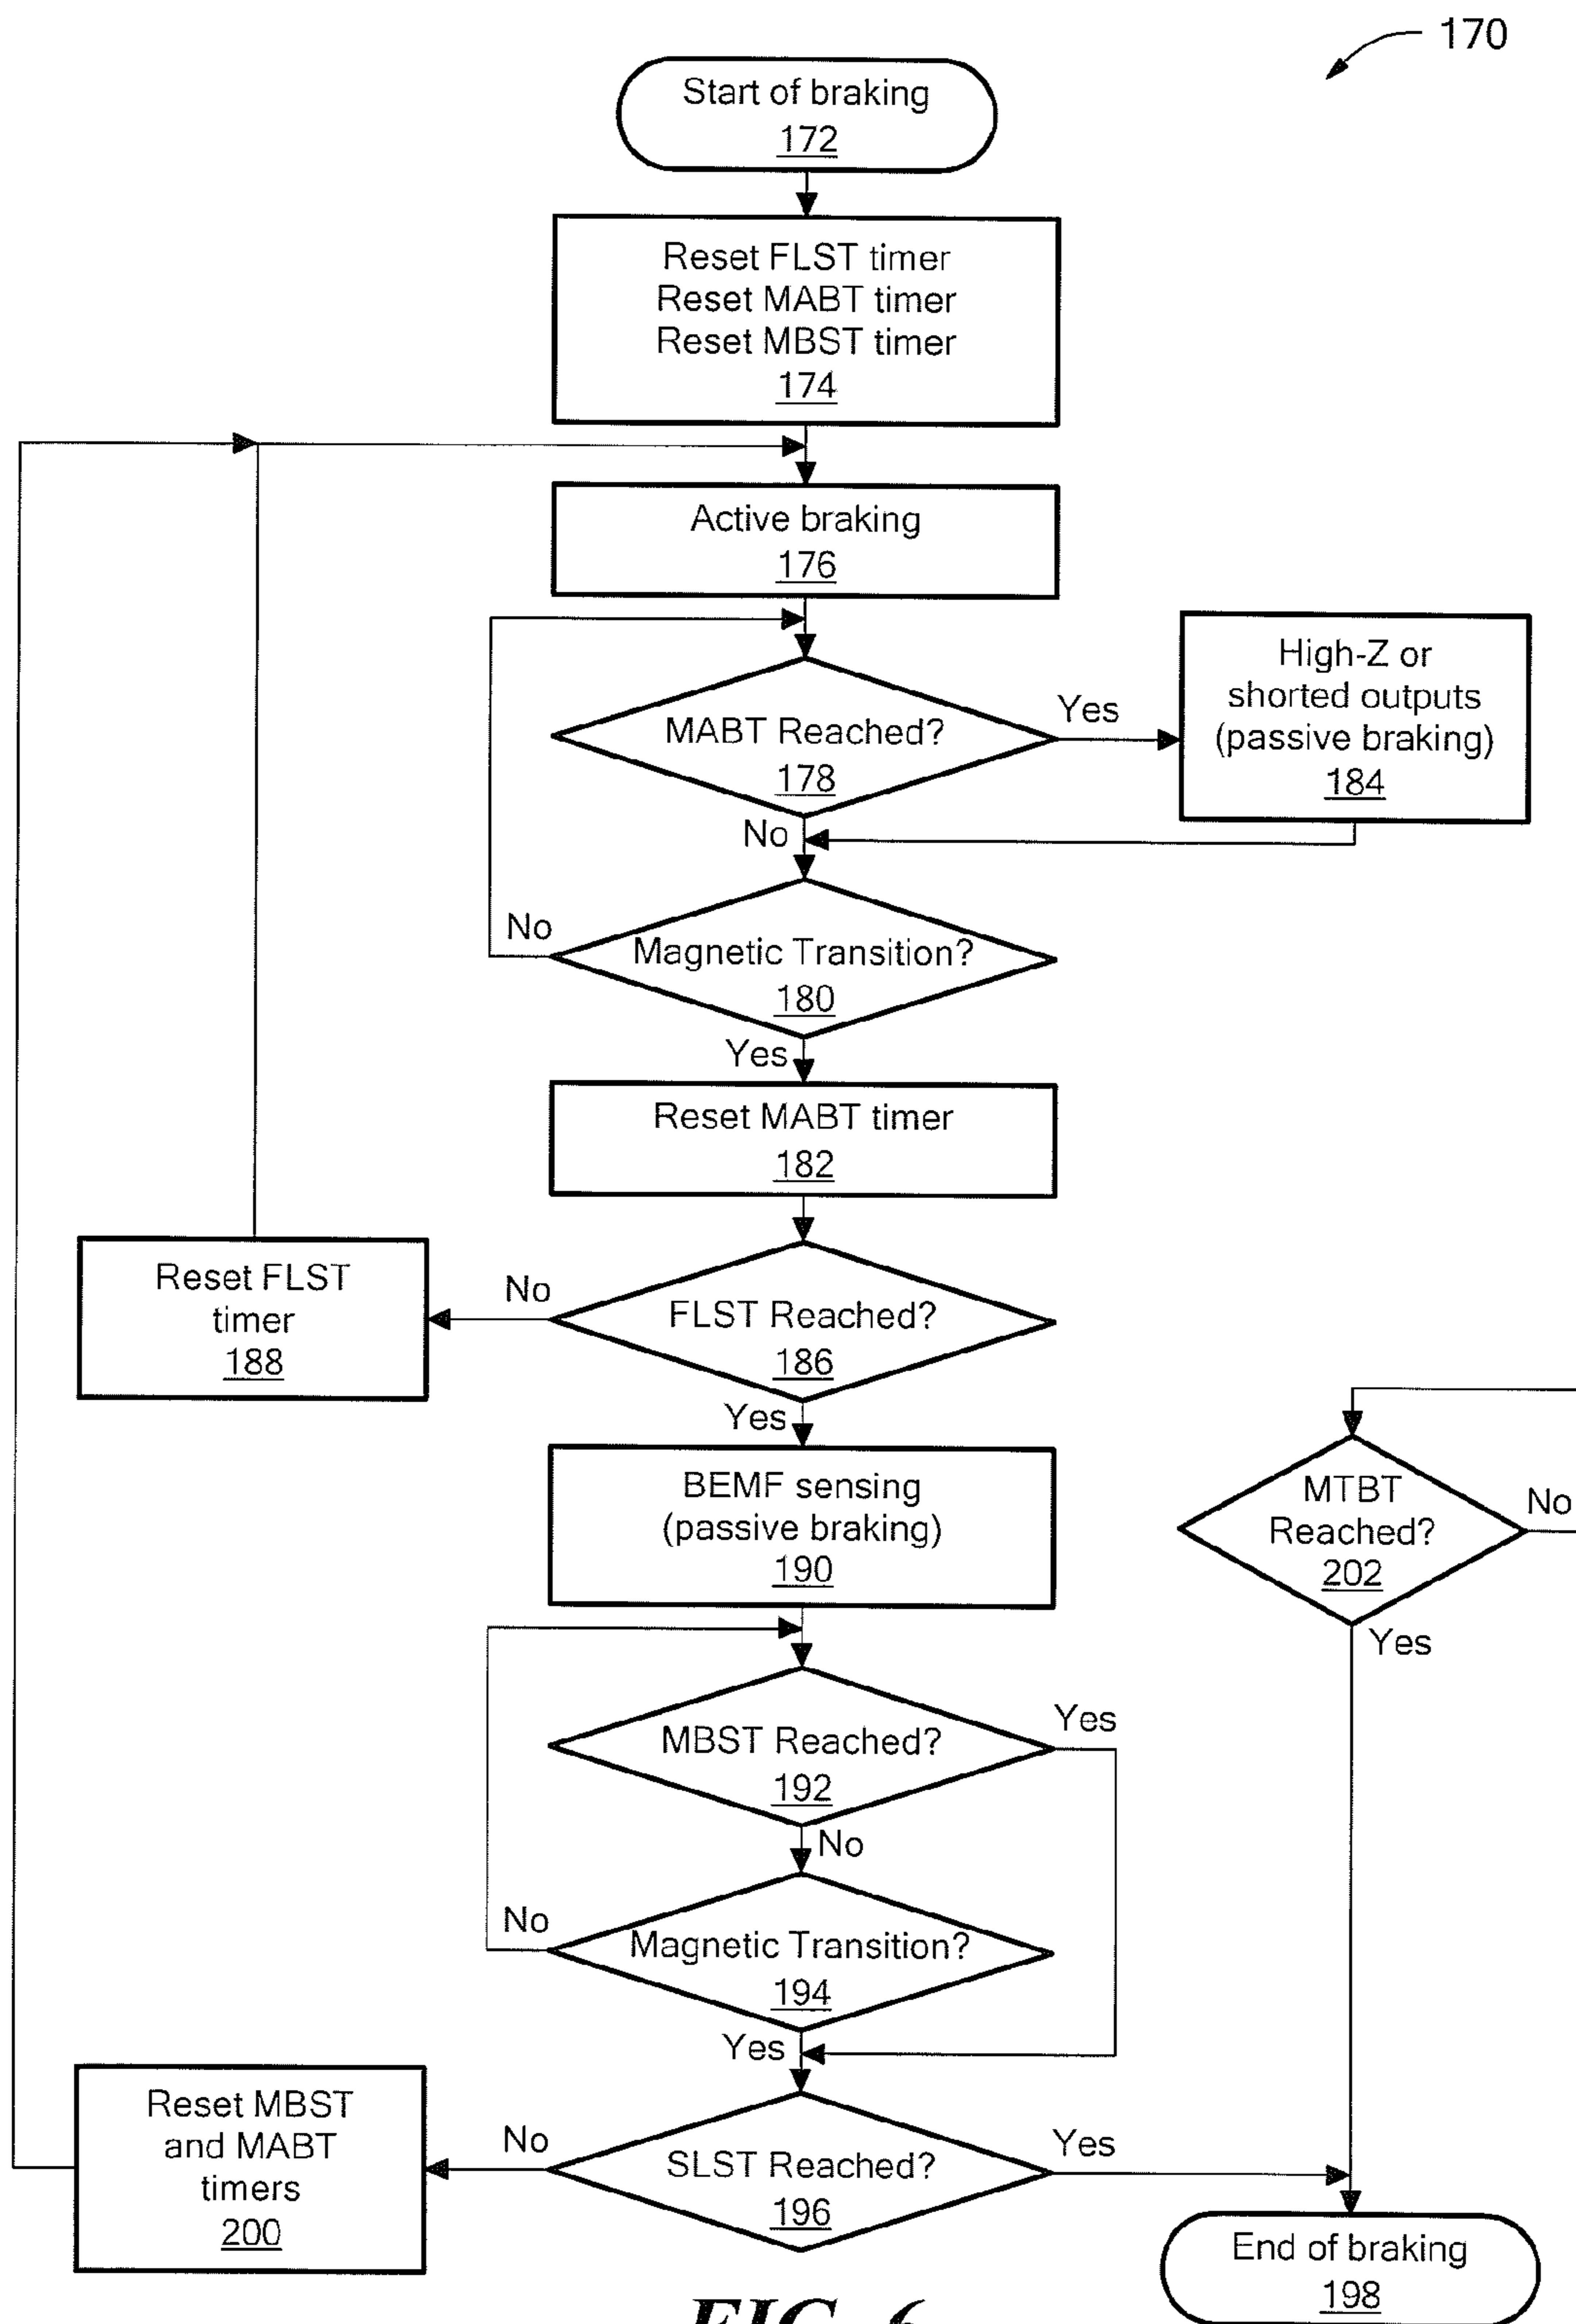 170
Start of braking
172
Reset FLST timer
Reset MABT timer
Reset MBST timer
174
Active braking
176
MABT Reached?
178
Yes
No
High-Z or
shorted outputs
(passive braking)
184
Magnetic Transition?
180
No
Yes
Reset MABT timer
182
FLST Reached?
186
No
Yes
Reset FLST
timer
188
BEMF sensing
(passive braking)
190
MTBT
Reached?
202
No
Yes
MBST Reached?
192
Yes
No
Magnetic Transition?
194
No
Yes
SLST Reached?
196
No
Yes
Reset MBST
and MABT
timers
200
End of braking
198
FIG. 6